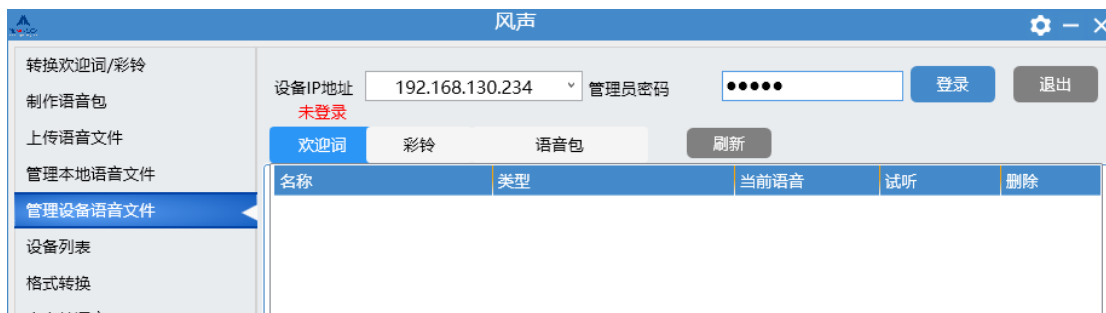 风声
转换欢迎词/彩铃
制作语音包
上传语音文件
管理本地语音文件
管理设备语音文件
设备列表
格式转换
设备IP地址 192.168.130.234 管理员密码 ●●●●● 登录 退出
未登录
欢迎词 彩铃 语音包 刷新
名称 类型 当前语音 试听 删除